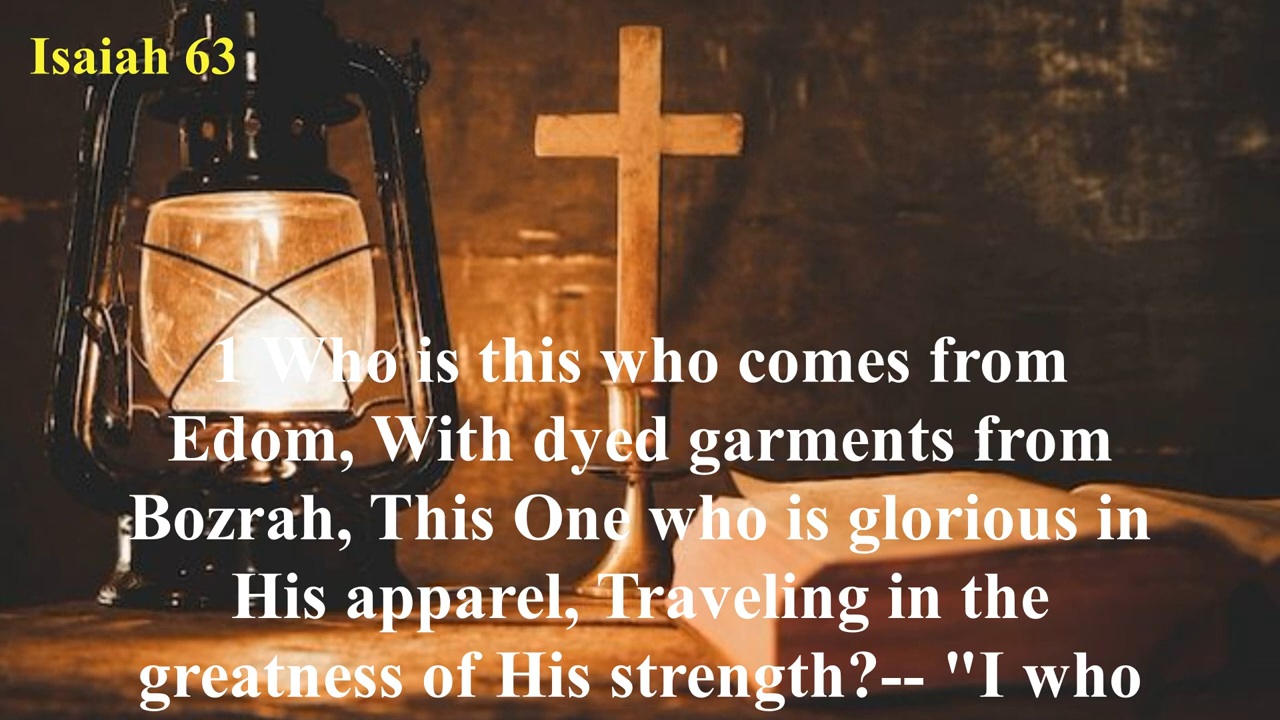 Isaiah 63
1 Who is this who comes from
Edom, With dyed garments from
Bozrah, This One who is glorious in
His apparel, Traveling in the
greatness of His strength?-- "I who